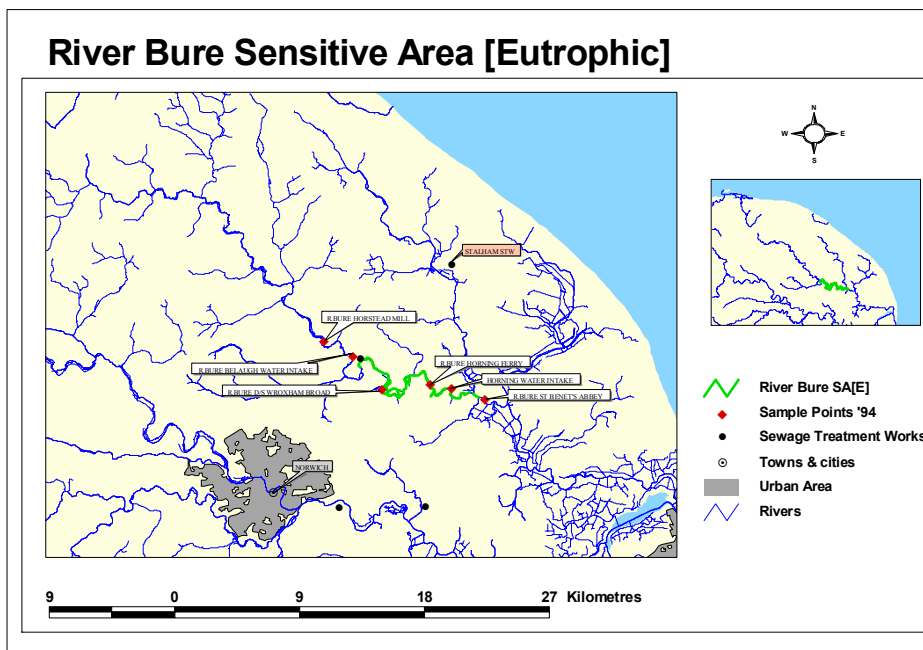 River Bure Sensitive Area [Eutrophic]
N
W E
S
STALHAM STW
R.BURE HORSTEAD MILL
R.BURE BELAUGH WATER INTAKE
R.BURE HORNING FERRY
HORNING WATER INTAKE
R.BURE D/S WROXHAM BROAD
R.BURE ST BENET'S ABBEY
NORWICH
River Bure SA[E]
Sample Points '94
Sewage Treatment Works
Towns & cities
Urban Area
Rivers
9 0 9 18 27 Kilometres